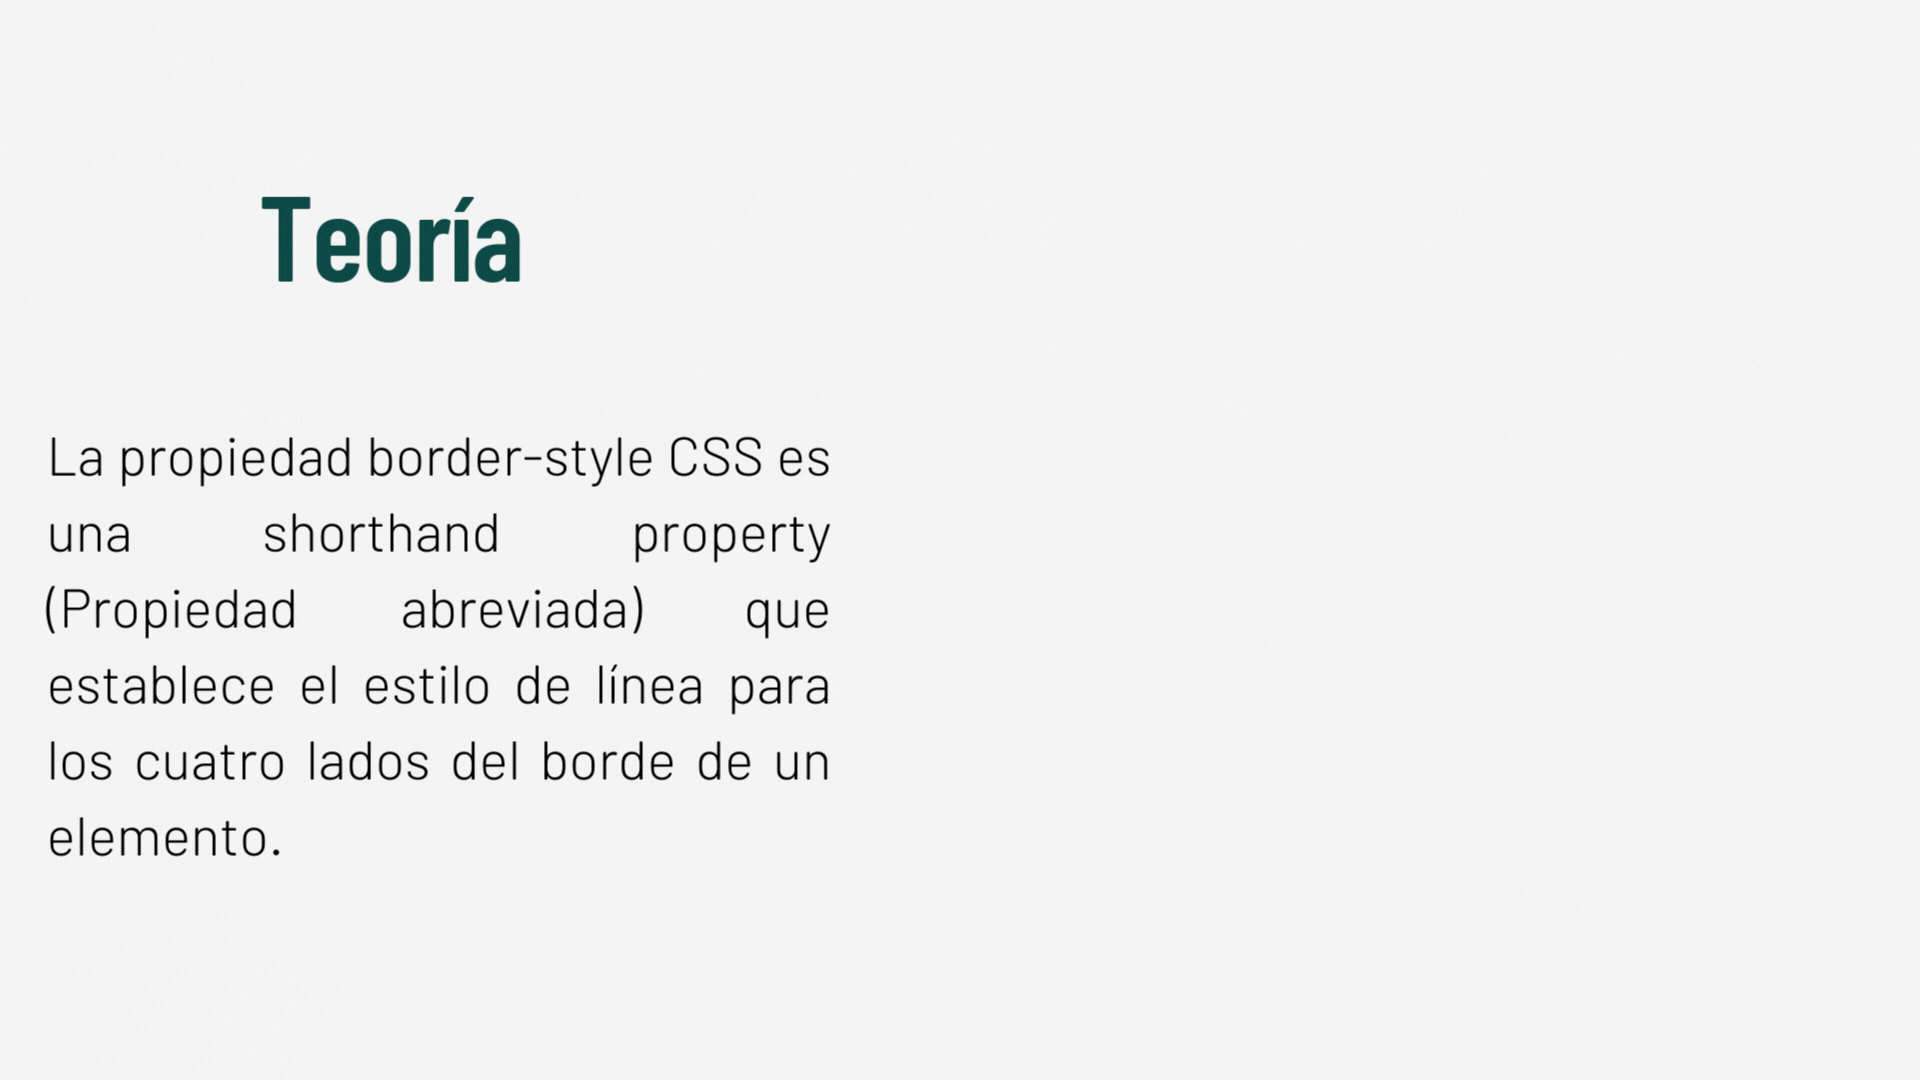 Teoría
La propiedad border-style CSS es
una shorthand property
(Propiedad abreviada) que
establece el estilo de línea para
los cuatro lados del borde de un
elemento.